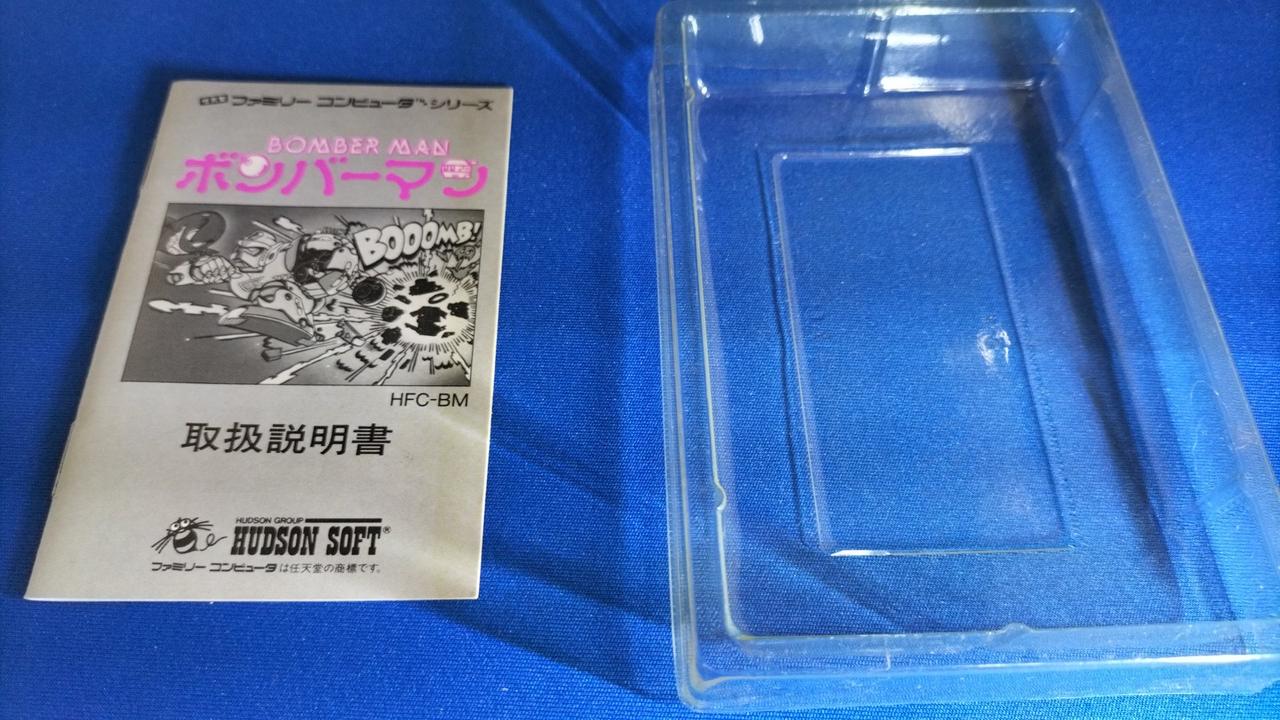 ファミリー コンピュータ™シリーズ
BOMBER MAN
ボンバーマン
BOOOMB!
HFC-BM
取扱説明書
HUDSON GROUP
HUDSON SOFT®
ファミリー コンピュータは任天堂の商標です。